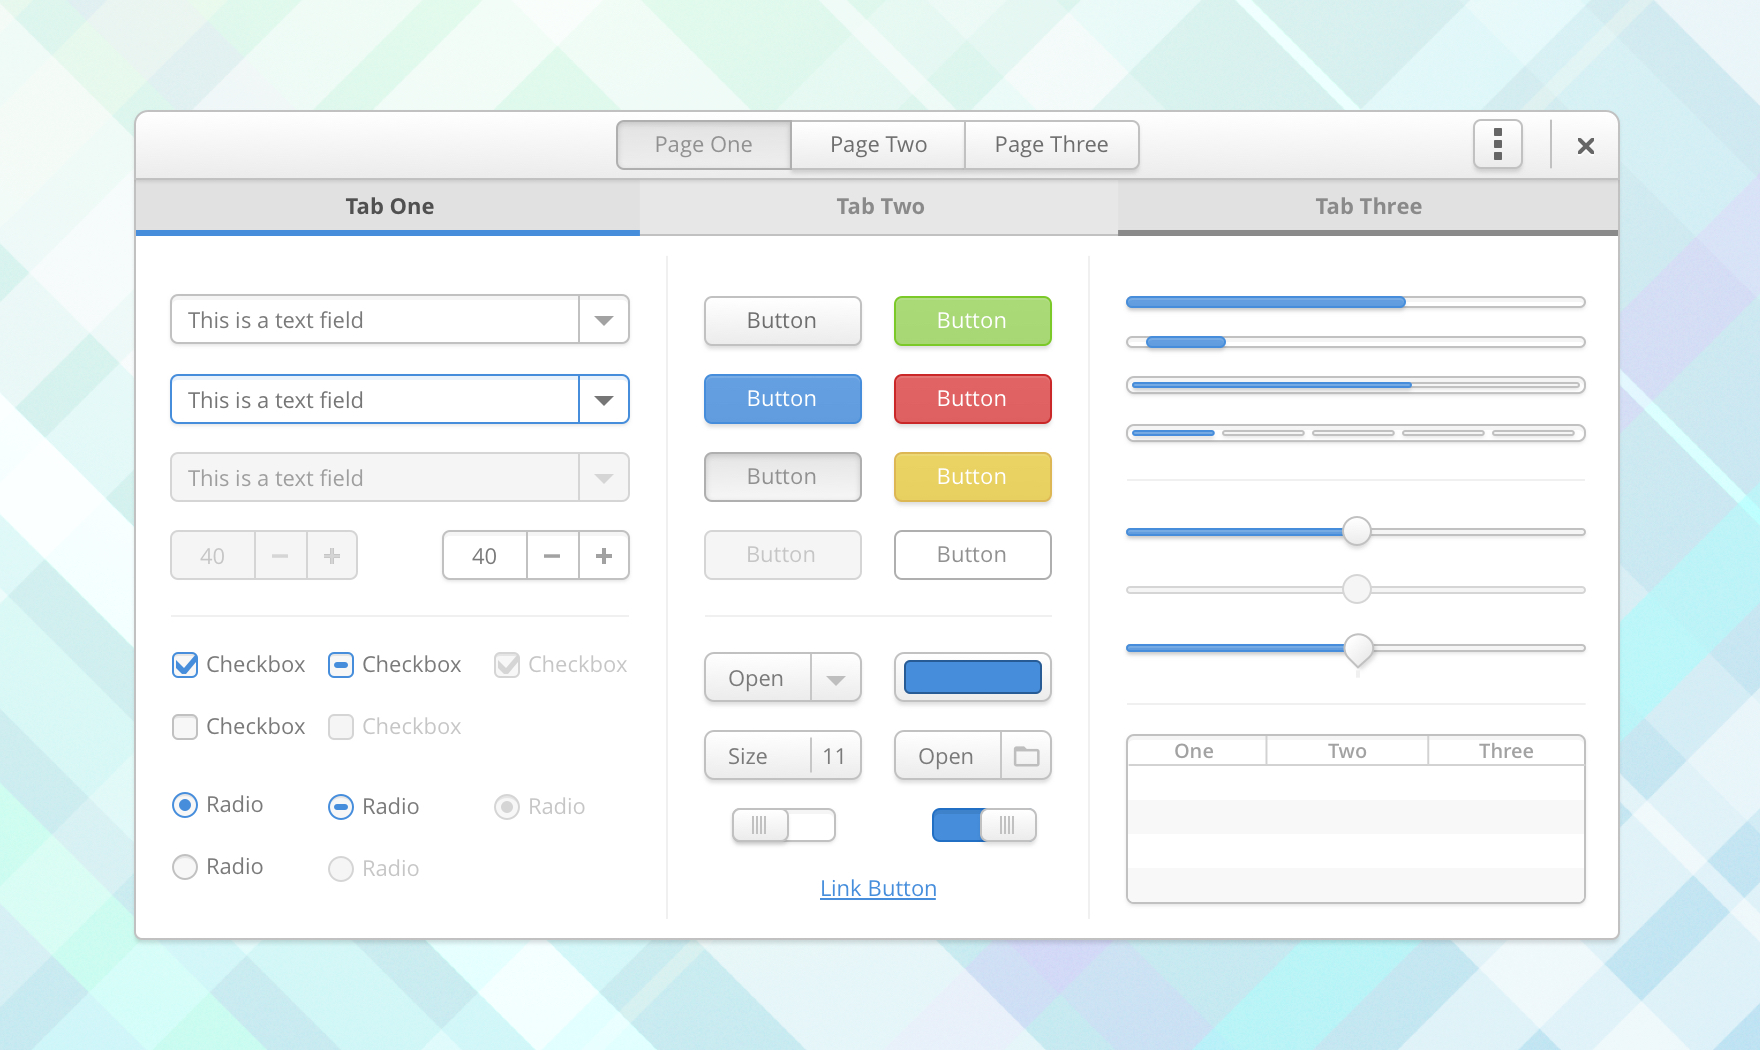 Page One Page Two Page Three
Tab One Tab Two Tab Three
This is a text field
This is a text field
This is a text field
40 40
Checkbox Checkbox Checkbox
Checkbox Checkbox
Radio Radio Radio
Radio Radio
Button Button
Button Button
Button Button
Button Button
Open
Size 11 Open
Link Button
One Two Three